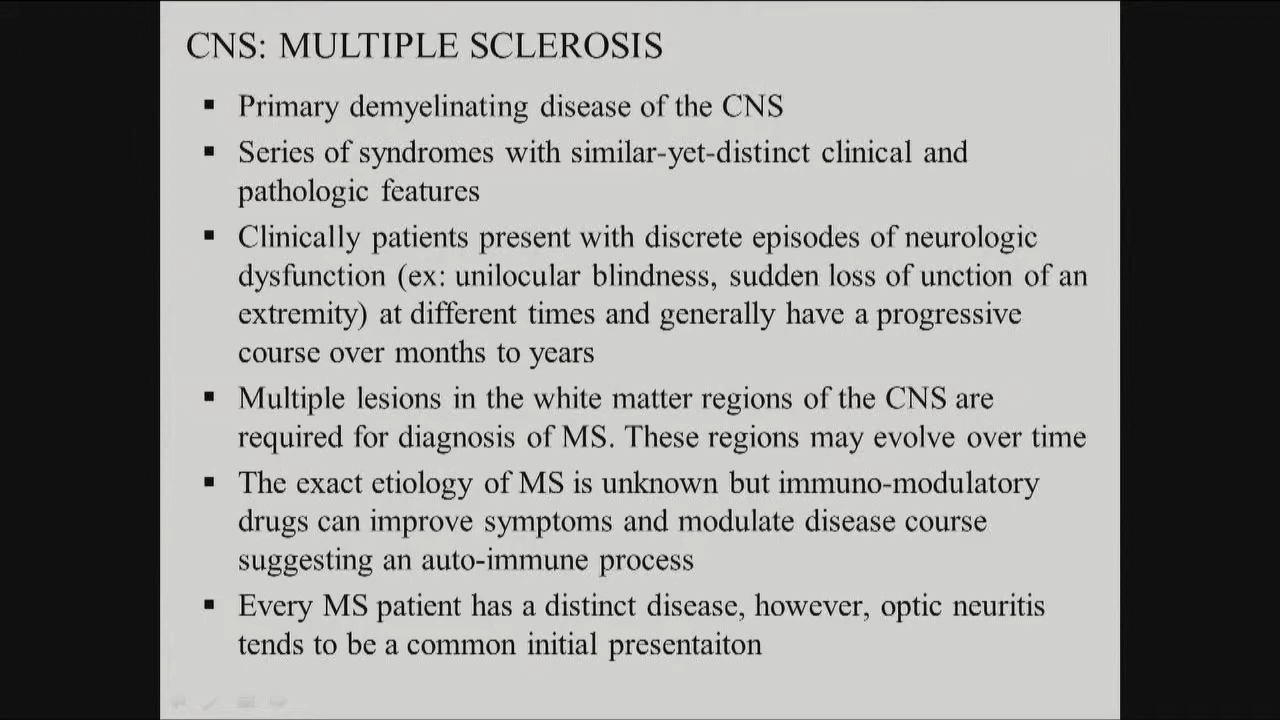 CNS: MULTIPLE SCLEROSIS
▪ Primary demyelinating disease of the CNS
▪ Series of syndromes with similar-yet-distinct clinical and
pathologic features
▪ Clinically patients present with discrete episodes of neurologic
dysfunction (ex: unilocular blindness, sudden loss of unction of an
extremity) at different times and generally have a progressive
course over months to years
▪ Multiple lesions in the white matter regions of the CNS are
required for diagnosis of MS. These regions may evolve over time
▪ The exact etiology of MS is unknown but immuno-modulatory
drugs can improve symptoms and modulate disease course
suggesting an auto-immune process
▪ Every MS patient has a distinct disease, however, optic neuritis
tends to be a common initial presentaiton